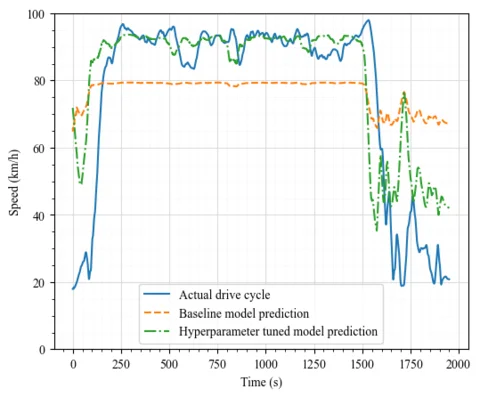 100
80
60
40
20
0
Speed (km/h)
0 250 500 750 1000 1250 1500 1750 2000
Time (s)
Actual drive cycle
Baseline model prediction
Hyperparameter tuned model prediction